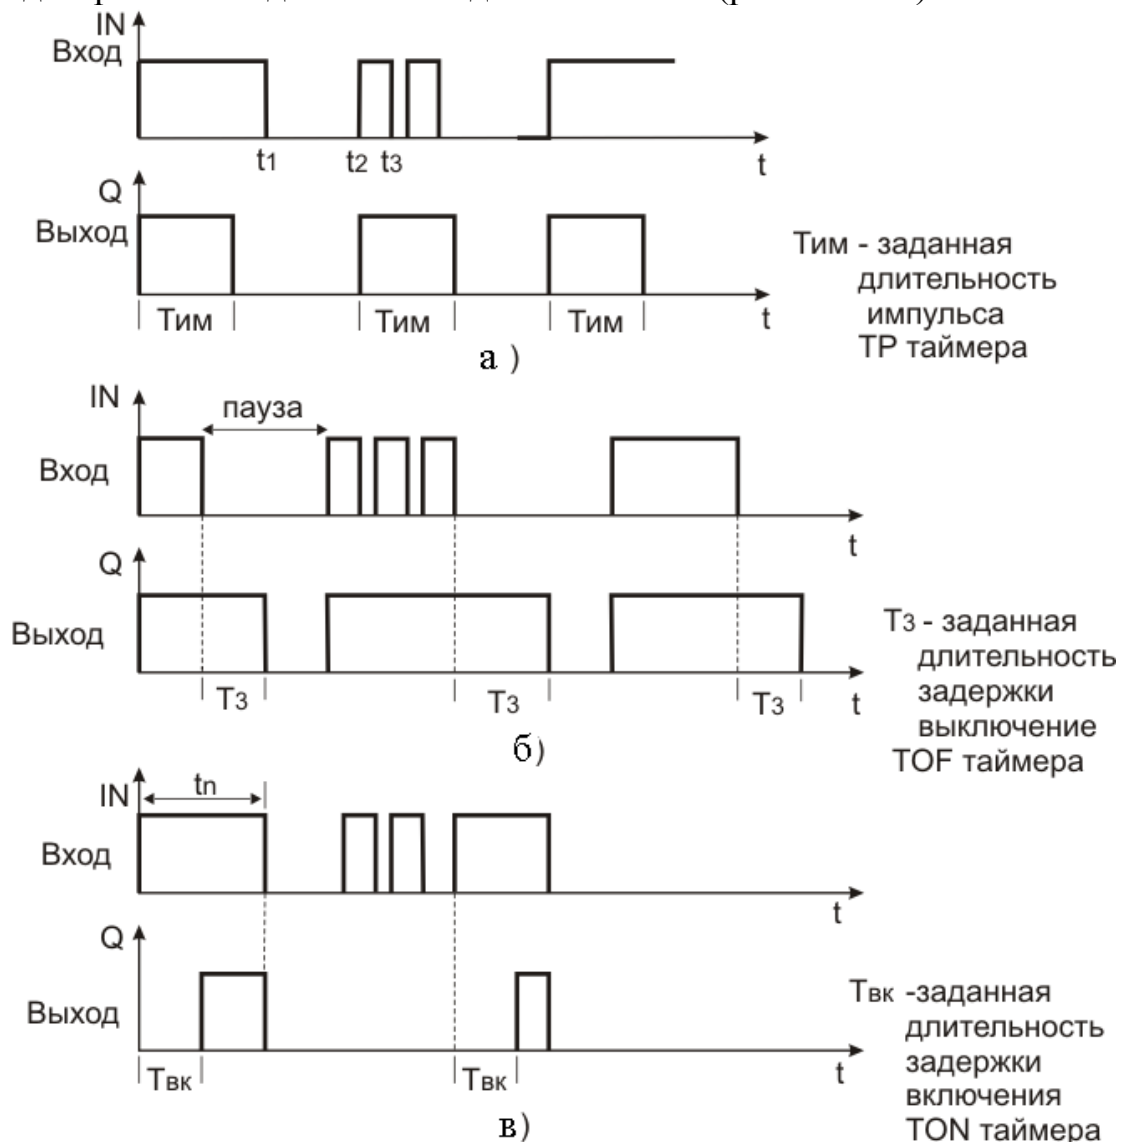 IN
Вход
t1 t2 t3 t
Q
Выход
Тим Тим Тим t
Тим - заданная
длительность
импульса
ТР таймера
а )
IN
пауза
Вход
t
Q
Выход
Тз Тз Тз t
Тз - заданная
длительность
задержки
выключение
TOF таймера
б)
IN
tn
Вход
t
Q
Выход
Твк Твк t
Твк -заданная
длительность
задержки
включения
TON таймера
в)